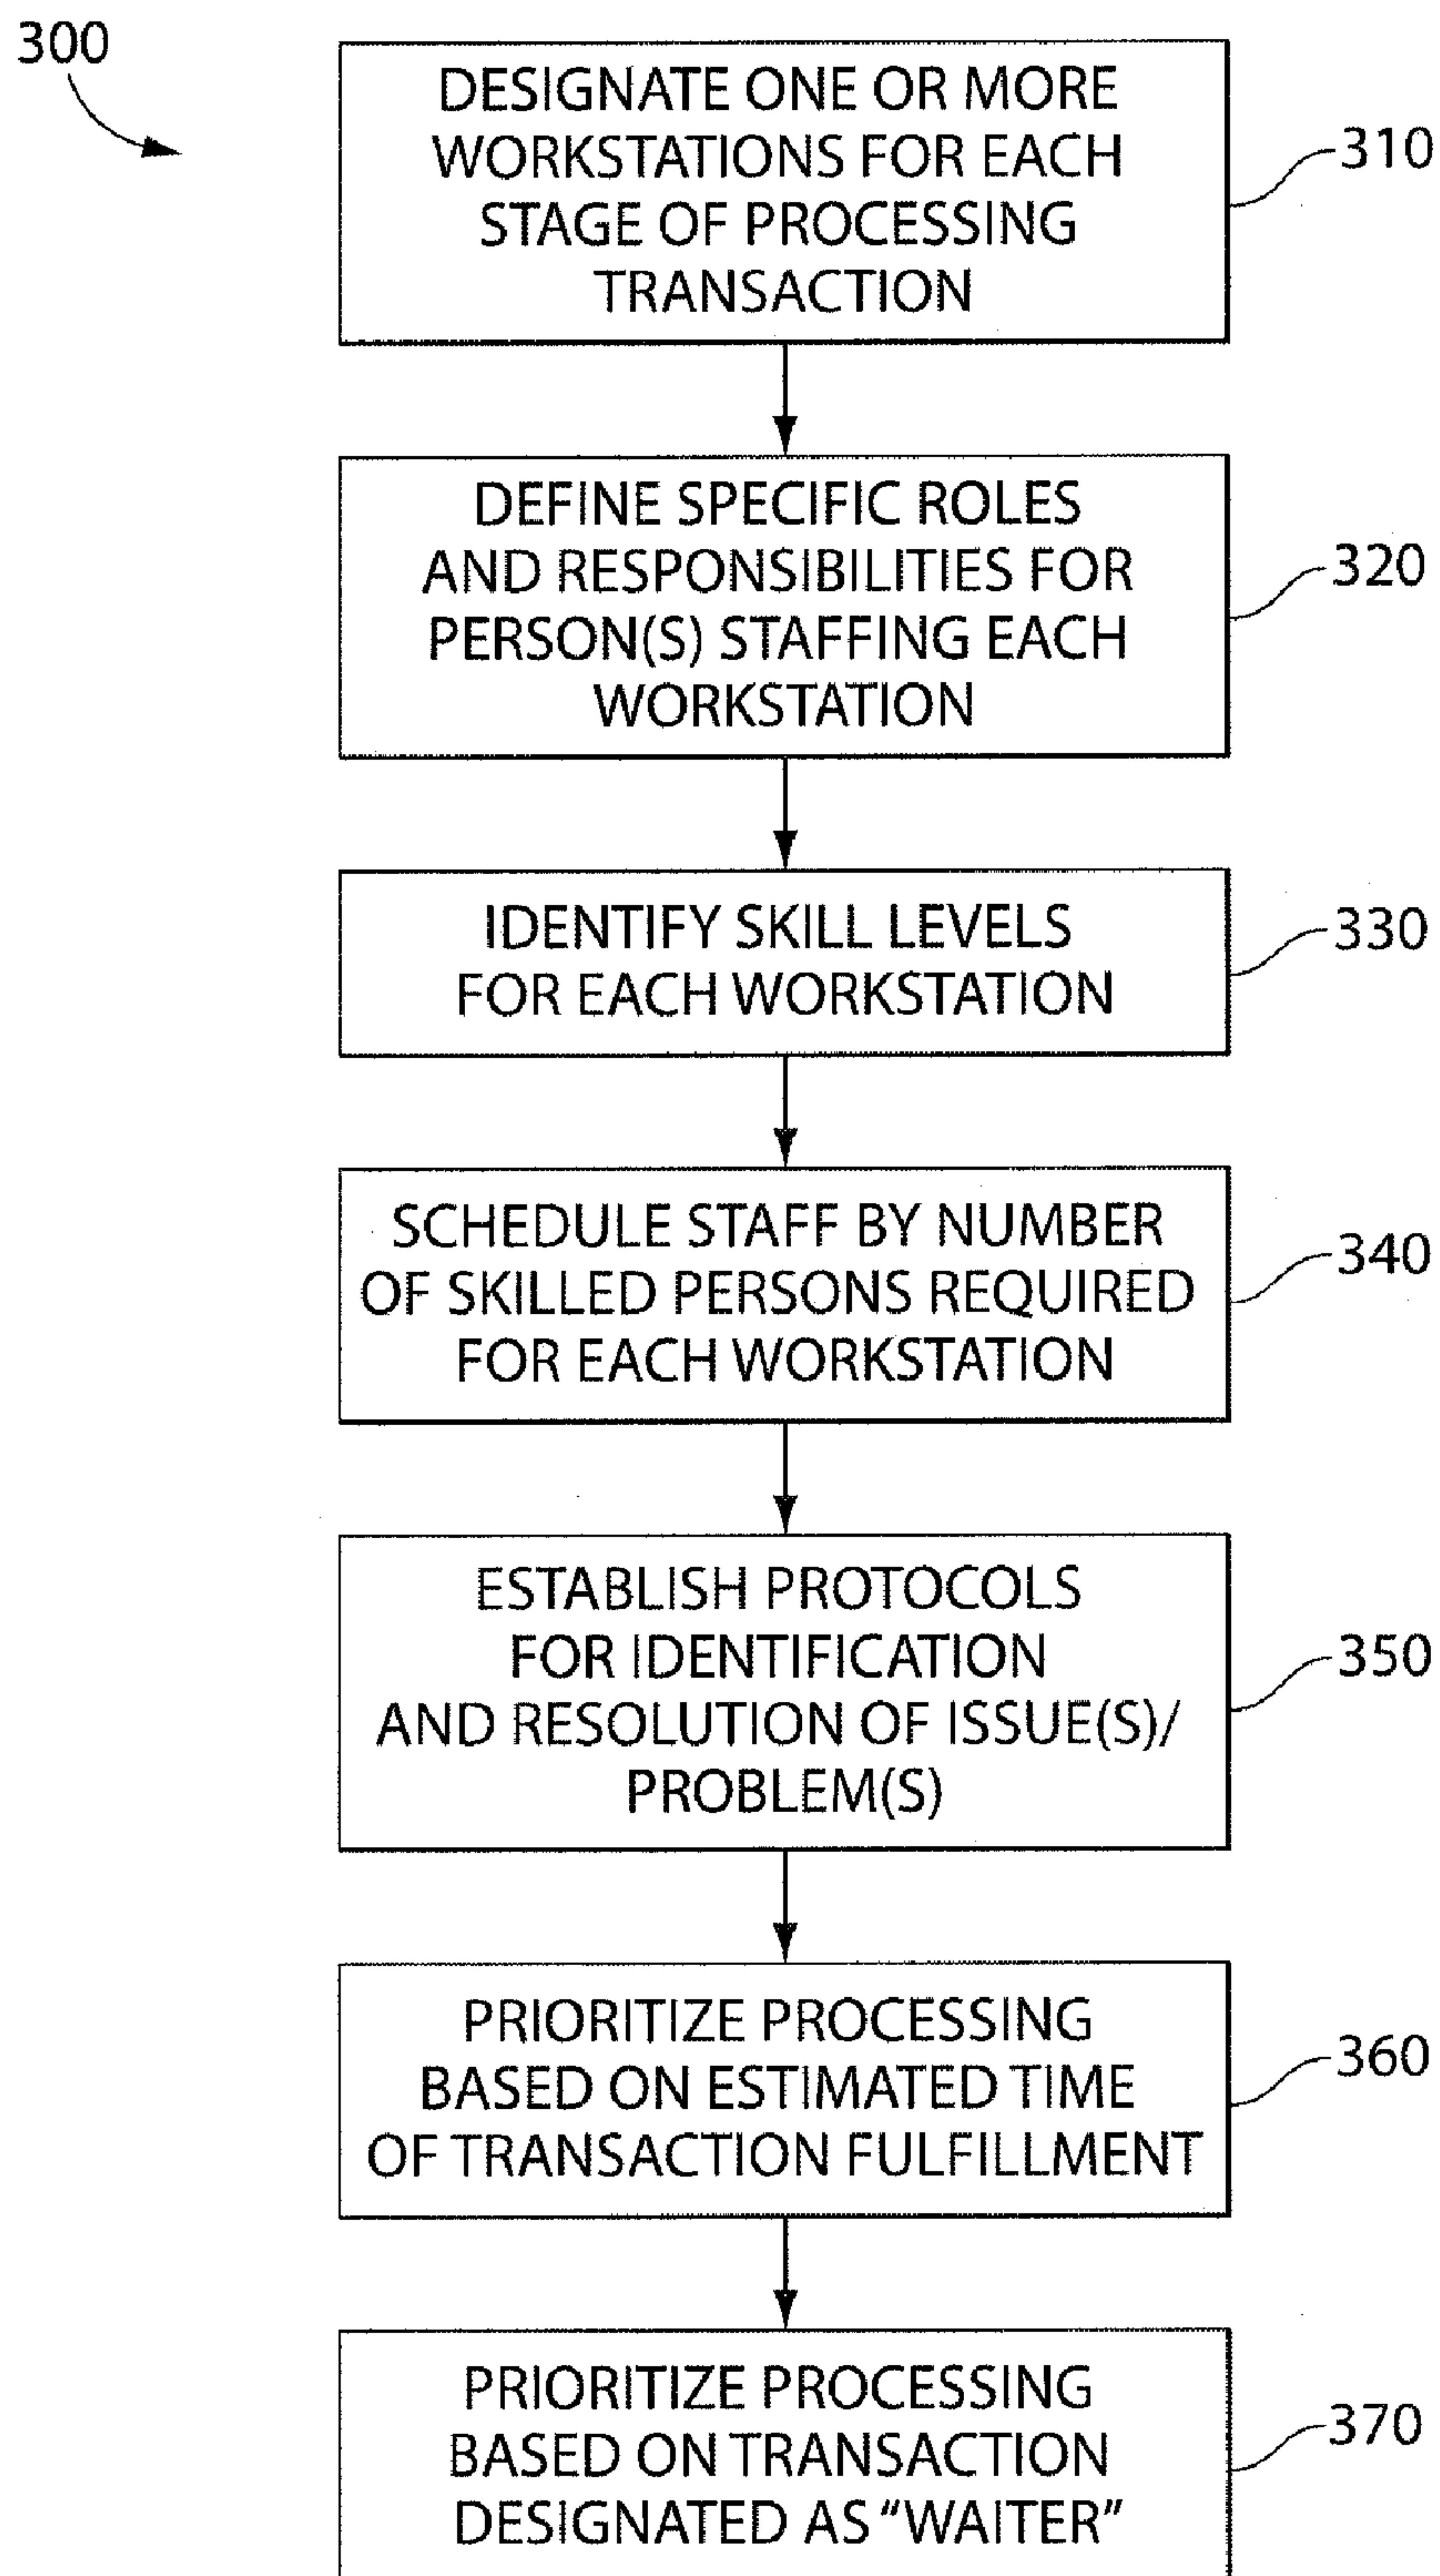 300
DESIGNATE ONE OR MORE
WORKSTATIONS FOR EACH
STAGE OF PROCESSING
TRANSACTION
310
DEFINE SPECIFIC ROLES
AND RESPONSIBILITIES FOR
PERSON(S) STAFFING EACH
WORKSTATION
320
IDENTIFY SKILL LEVELS
FOR EACH WORKSTATION
330
SCHEDULE STAFF BY NUMBER
OF SKILLED PERSONS REQUIRED
FOR EACH WORKSTATION
340
ESTABLISH PROTOCOLS
FOR IDENTIFICATION
AND RESOLUTION OF ISSUE(S)/
PROBLEM(S)
350
PRIORITIZE PROCESSING
BASED ON ESTIMATED TIME
OF TRANSACTION FULFILLMENT
360
PRIORITIZE PROCESSING
BASED ON TRANSACTION
DESIGNATED AS “WAITER”
370